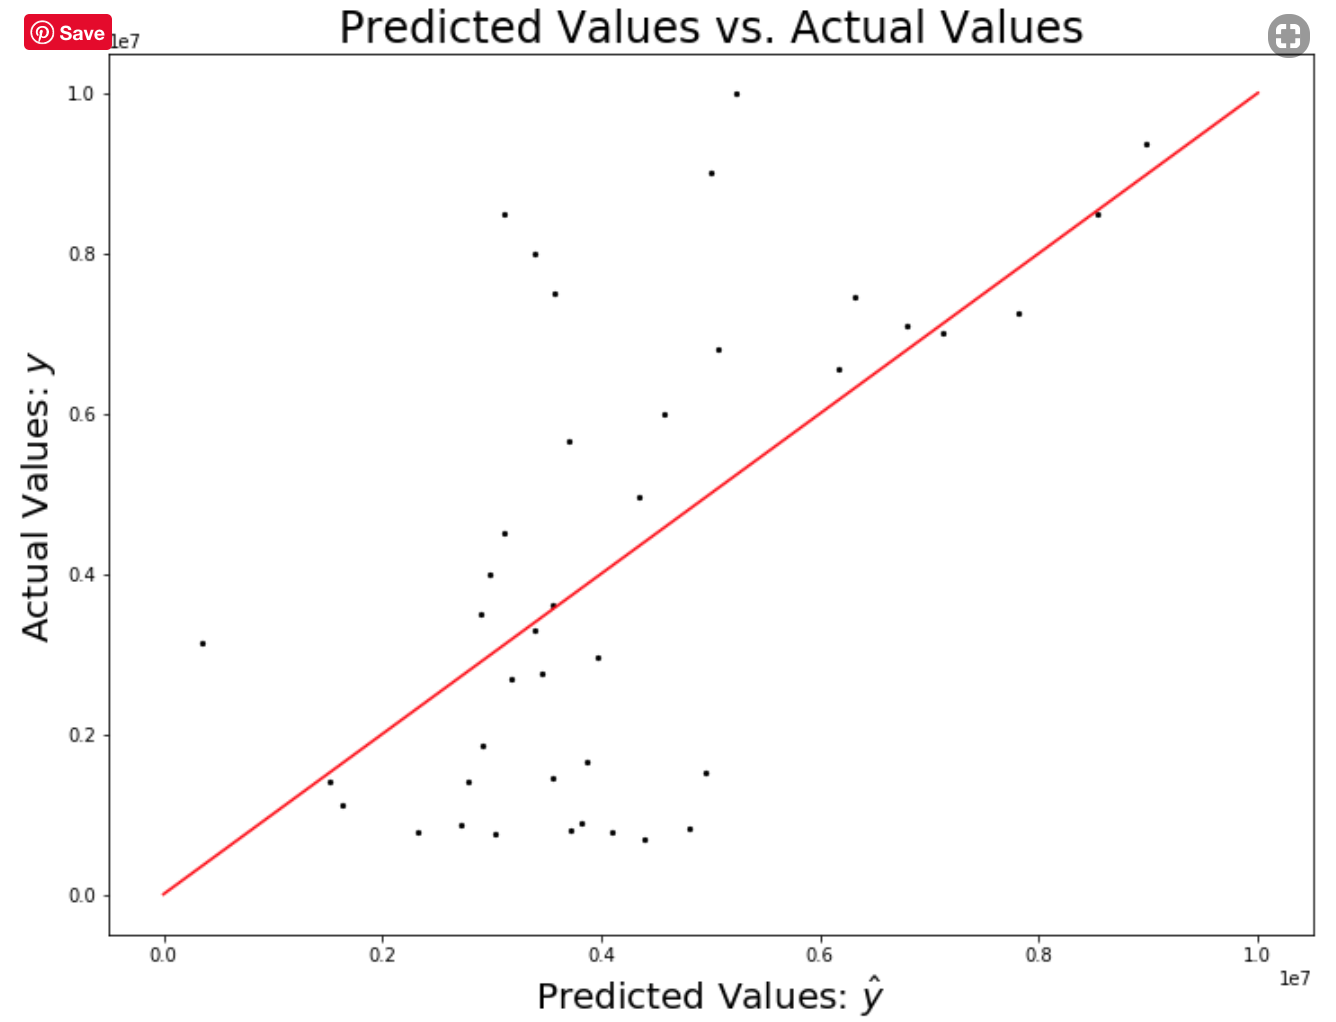 Save
1e7
Predicted Values vs. Actual Values
Actual Values: y
1.0
0.8
0.6
0.4
0.2
0.0
0.0 0.2 0.4 0.6 0.8 1.0
1e7
Predicted Values: ŷ